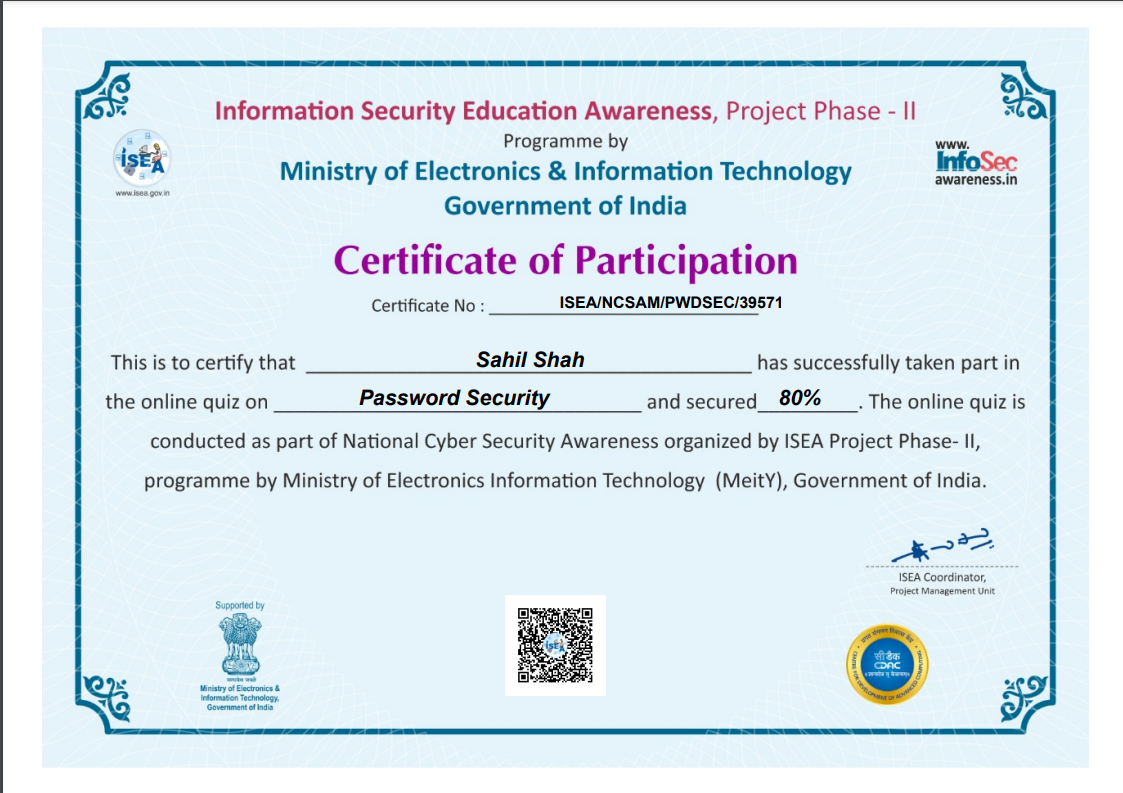 Information Security Education Awareness, Project Phase - II
Programme by
Ministry of Electronics & Information Technology
Government of India
ISEA
www.isea.gov.in
www.
InfoSec
awareness.in
Certificate of Participation
Certificate No : ISEA/NCSAM/PWDSEC/39571
This is to certify that Sahil Shah has successfully taken part in
the online quiz on Password Security and secured 80%. The online quiz is
conducted as part of National Cyber Security Awareness organized by ISEA Project Phase- II,
programme by Ministry of Electronics Information Technology (MeitY), Government of India.
ISEA Coordinator,
Project Management Unit
Supported by
सत्यमेव जयते
Ministry of Electronics &
Information Technology,
Government of India
ISEA
प्रगत संगणन विकास केंद्र
सी डैक
CDAC
CENTRE FOR DEVELOPMENT OF ADVANCED COMPUTING